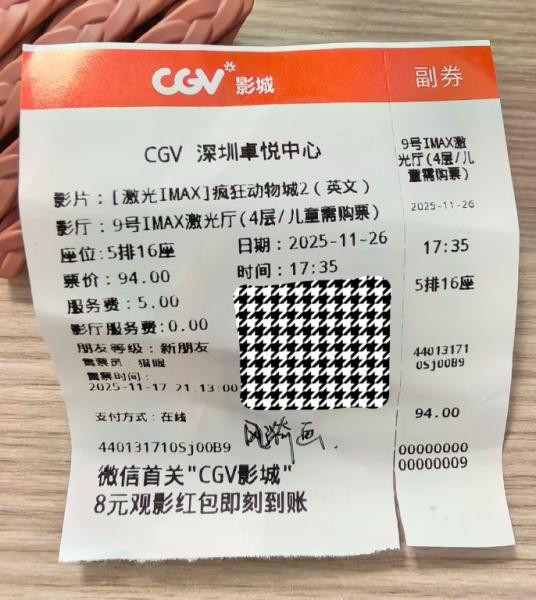 CGV 影城
副券
CGV 深圳卓悦中心
影片：[激光IMAX]疯狂动物城2（英文）
影厅：9号IMAX激光厅(4层/儿童需购票)
座位:5排16座
日期：2025-11-26
票价：94.00
时间：17:35
服务费：5.00
影厅服务费:0.00
朋友等级：新朋友
售票员：猫眼
售票时间：
2025-11-17 21:13:00
支付方式：在线
440131710Sj00B9
微信首关"CGV影城"
8元观影红包即刻到账
9号IMAX激
光厅(4层/儿
童需购票)
2025-11-26
17:35
5排16座
44013171
0SJ00B9
94.00
00000000
00000009